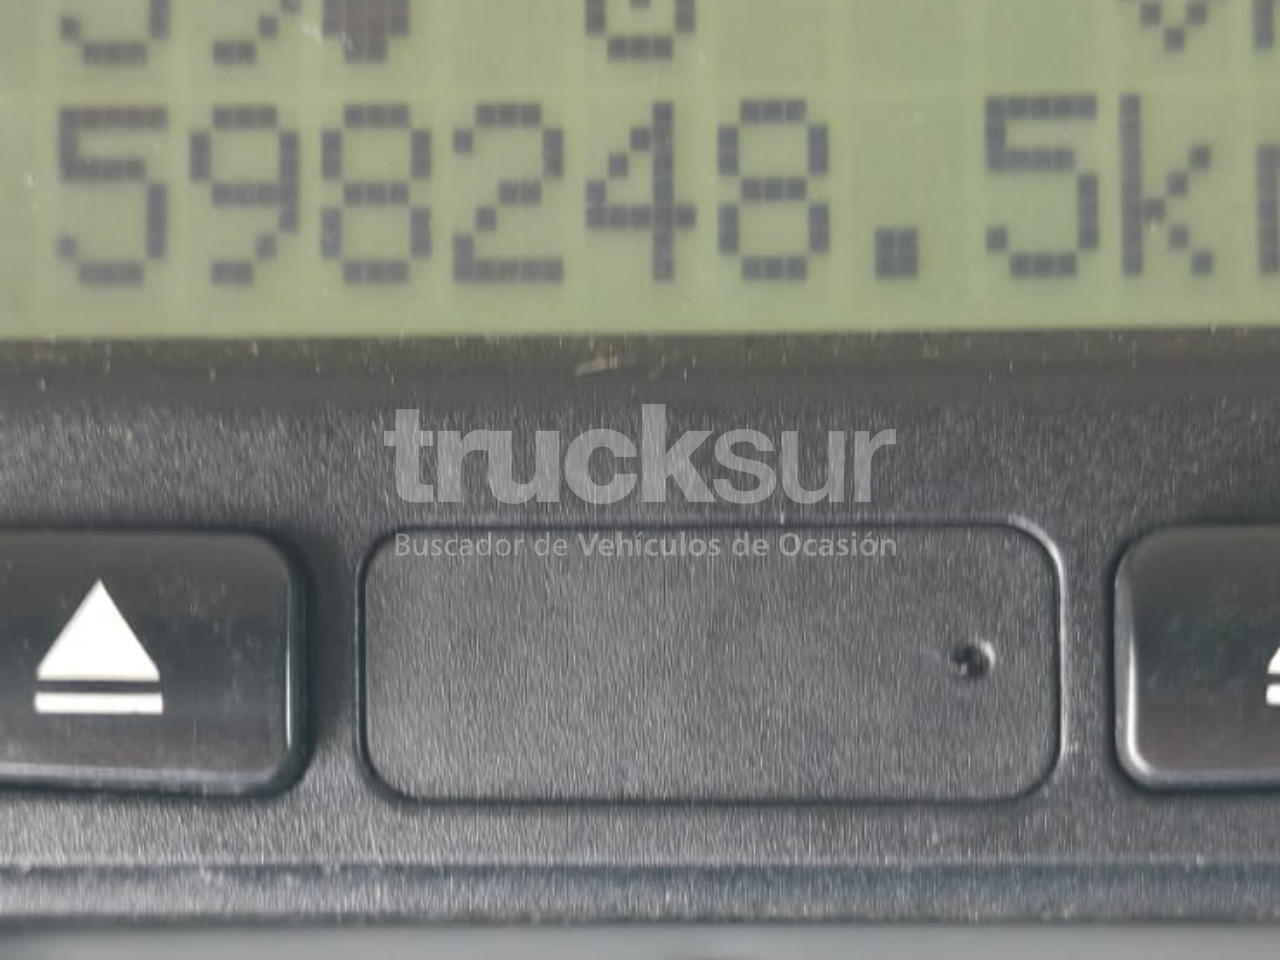 598248.5k
trucksur
Buscador de Vehículos de Ocasión